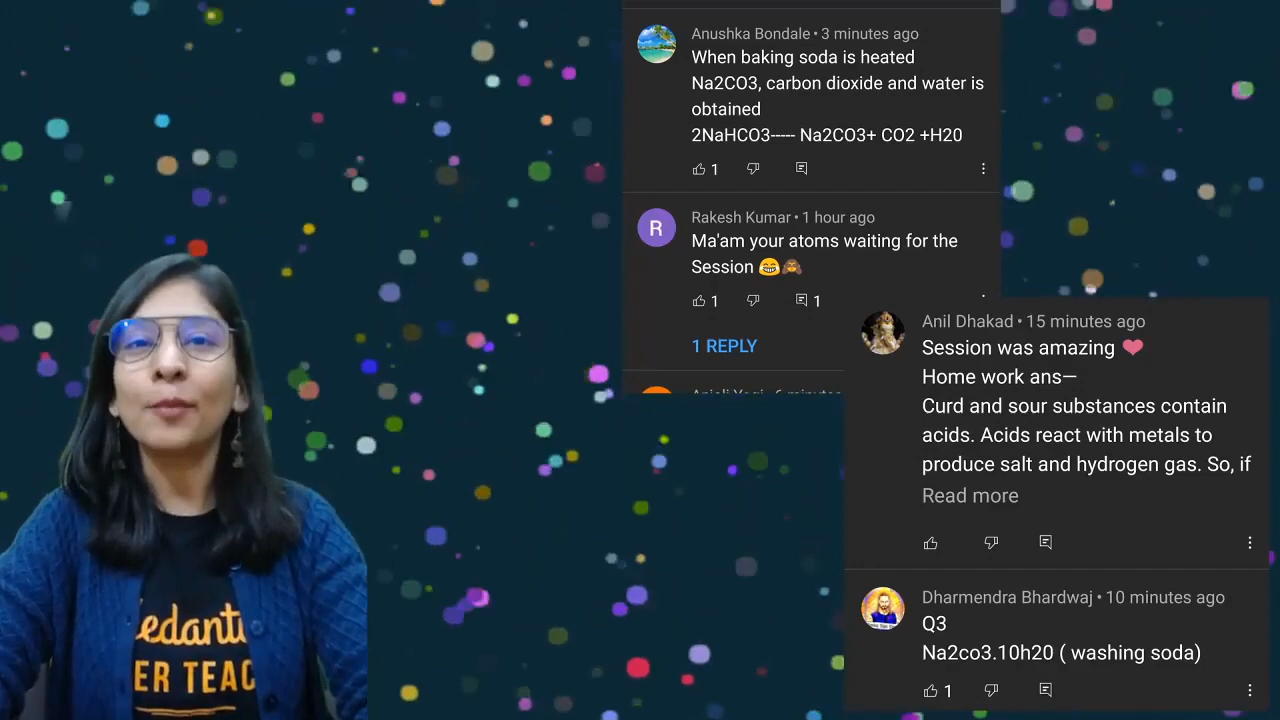 Anushka Bondale • 3 minutes ago
When baking soda is heated
Na2CO3, carbon dioxide and water is
obtained
2NaHCO3----- Na2CO3+ CO2 +H20
1
R
Rakesh Kumar • 1 hour ago
Ma'am your atoms waiting for the
Session 😂🙈
1
1
1 REPLY
Anil Dhakad • 15 minutes ago
Session was amazing ❤
Home work ans—
Curd and sour substances contain
acids. Acids react with metals to
produce salt and hydrogen gas. So, if
Read more
Dharmendra Bhardwaj • 10 minutes ago
Q3
Na2co3.10h20 ( washing soda)
1
edant
ER TEAC